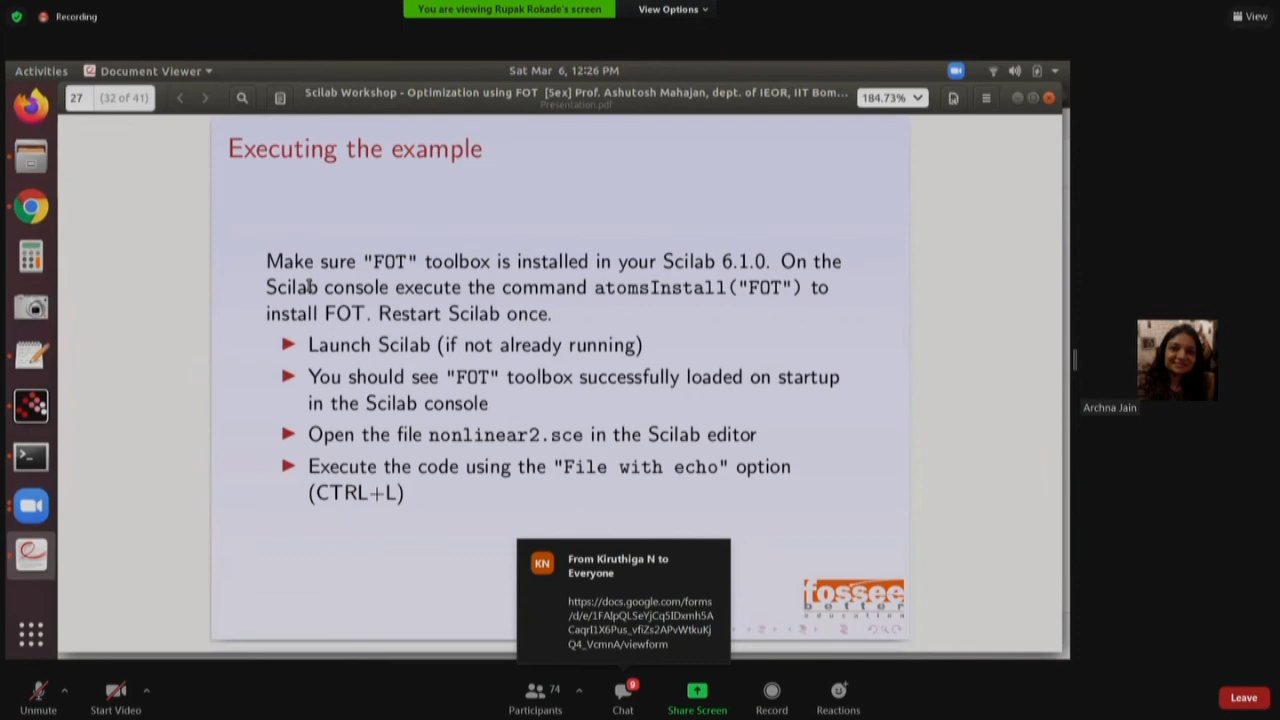 Recording
You are viewing Rupak Rokade's screen
View Options
View
Activities
Document Viewer
Sat Mar 6, 12:26 PM
27
(32 of 41)
Scilab Workshop - Optimization using FOT [Sex] Prof. Ashutosh Mahajan, dept. of IEOR, IIT Bom...
Presentation.pdf
184.73%
Executing the example
Make sure "FOT" toolbox is installed in your Scilab 6.1.0. On the
Scilab console execute the command atomsInstall("FOT") to
install FOT. Restart Scilab once.
Launch Scilab (if not already running)
You should see "FOT" toolbox successfully loaded on startup
in the Scilab console
Open the file nonlinear2.sce in the Scilab editor
Execute the code using the "File with echo" option
(CTRL+L)
Archna Jain
KN
From Kiruthiga N to
Everyone
https://docs.google.com/forms
/d/e/1FAIpQLSeYjCq5IDxmh5A
CaqrI1X6Pus_vfiZs2APvWtkuKj
Q4_VcmnA/viewform
fossee
better
education
Unmute
Start Video
74
Participants
9
Chat
Share Screen
Record
Reactions
Leave